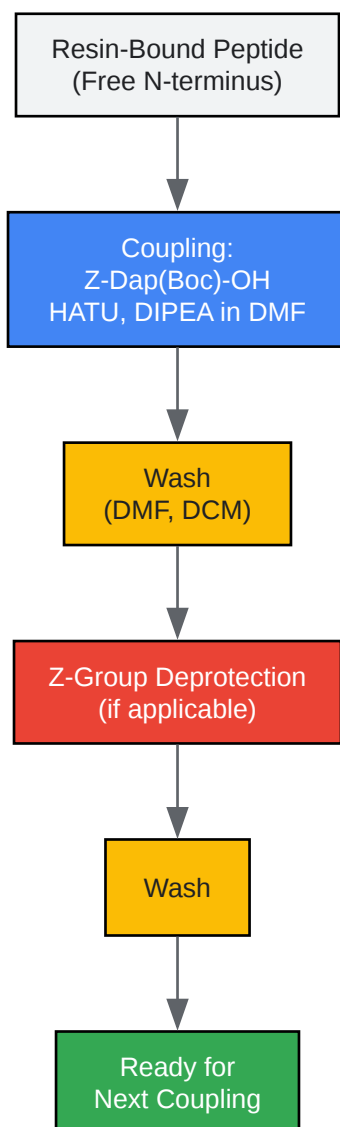 Resin-Bound Peptide
(Free N-terminus)
Coupling:
Z-Dap(Boc)-OH
HATU, DIPEA in DMF
Wash
(DMF, DCM)
Z-Group Deprotection
(if applicable)
Wash
Ready for
Next Coupling